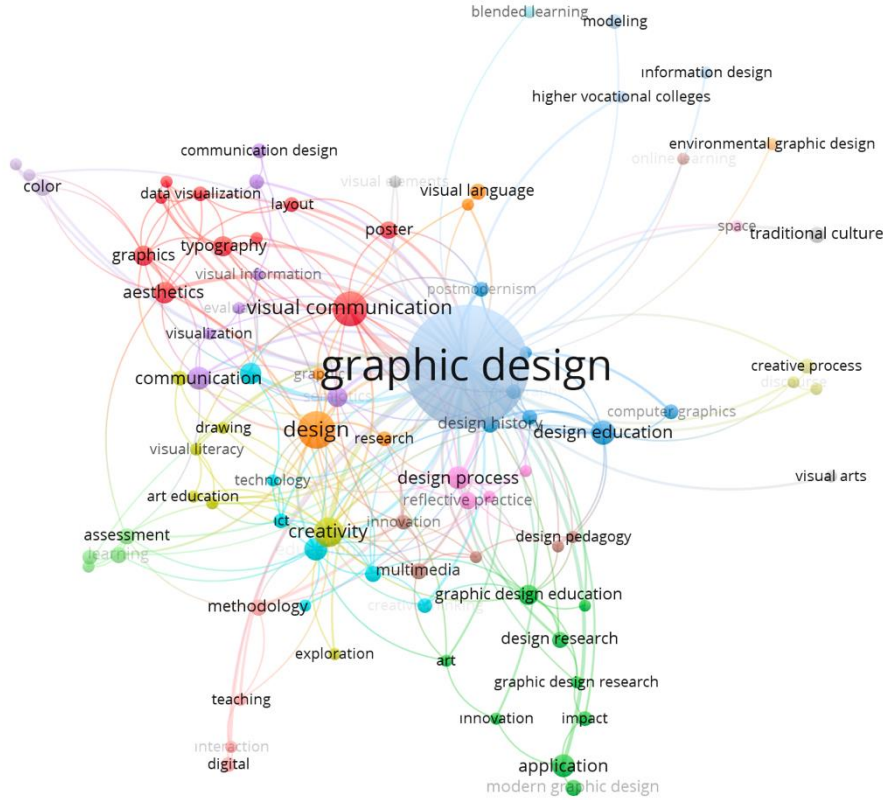 blended learning
modeling
information design
higher vocational colleges
environmental graphic design
online learning
communication design
visual elements
visual language
color
data visualization
layout
space
traditional culture
poster
graphics
typography
visual information
aesthetics
postmodernism
visual communication
visualization
graphic design
creative process
discourse
communication
semiotics
computer graphics
drawing
design
research
design history
design education
visual literacy
technology
design process
visual arts
art education
reflective practice
ict
innovation
assessment
creativity
design pedagogy
learning
multimedia
graphic design education
methodology
creative thinking
design research
exploration
art
graphic design research
teaching
innovation
impact
interaction
digital
application
modern graphic design